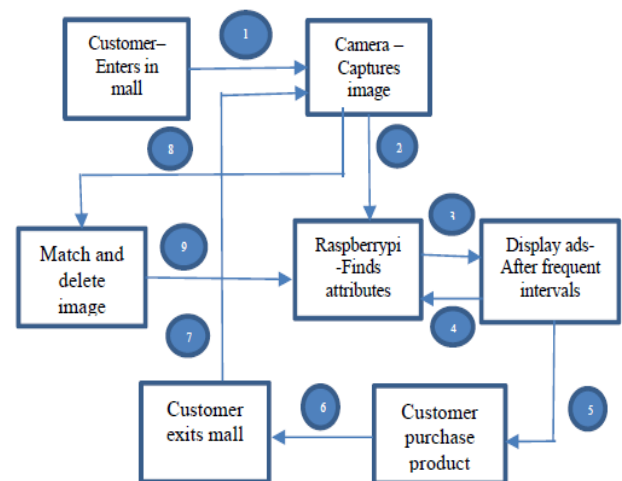 Customer–
Enters in
mall
1
Camera –
Captures
image
8
2
Match and
delete
image
9
Raspberrypi
-Finds
attributes
3
Display ads-
After frequent
intervals
4
7
Customer
exits mall
6
Customer
purchase
product
5